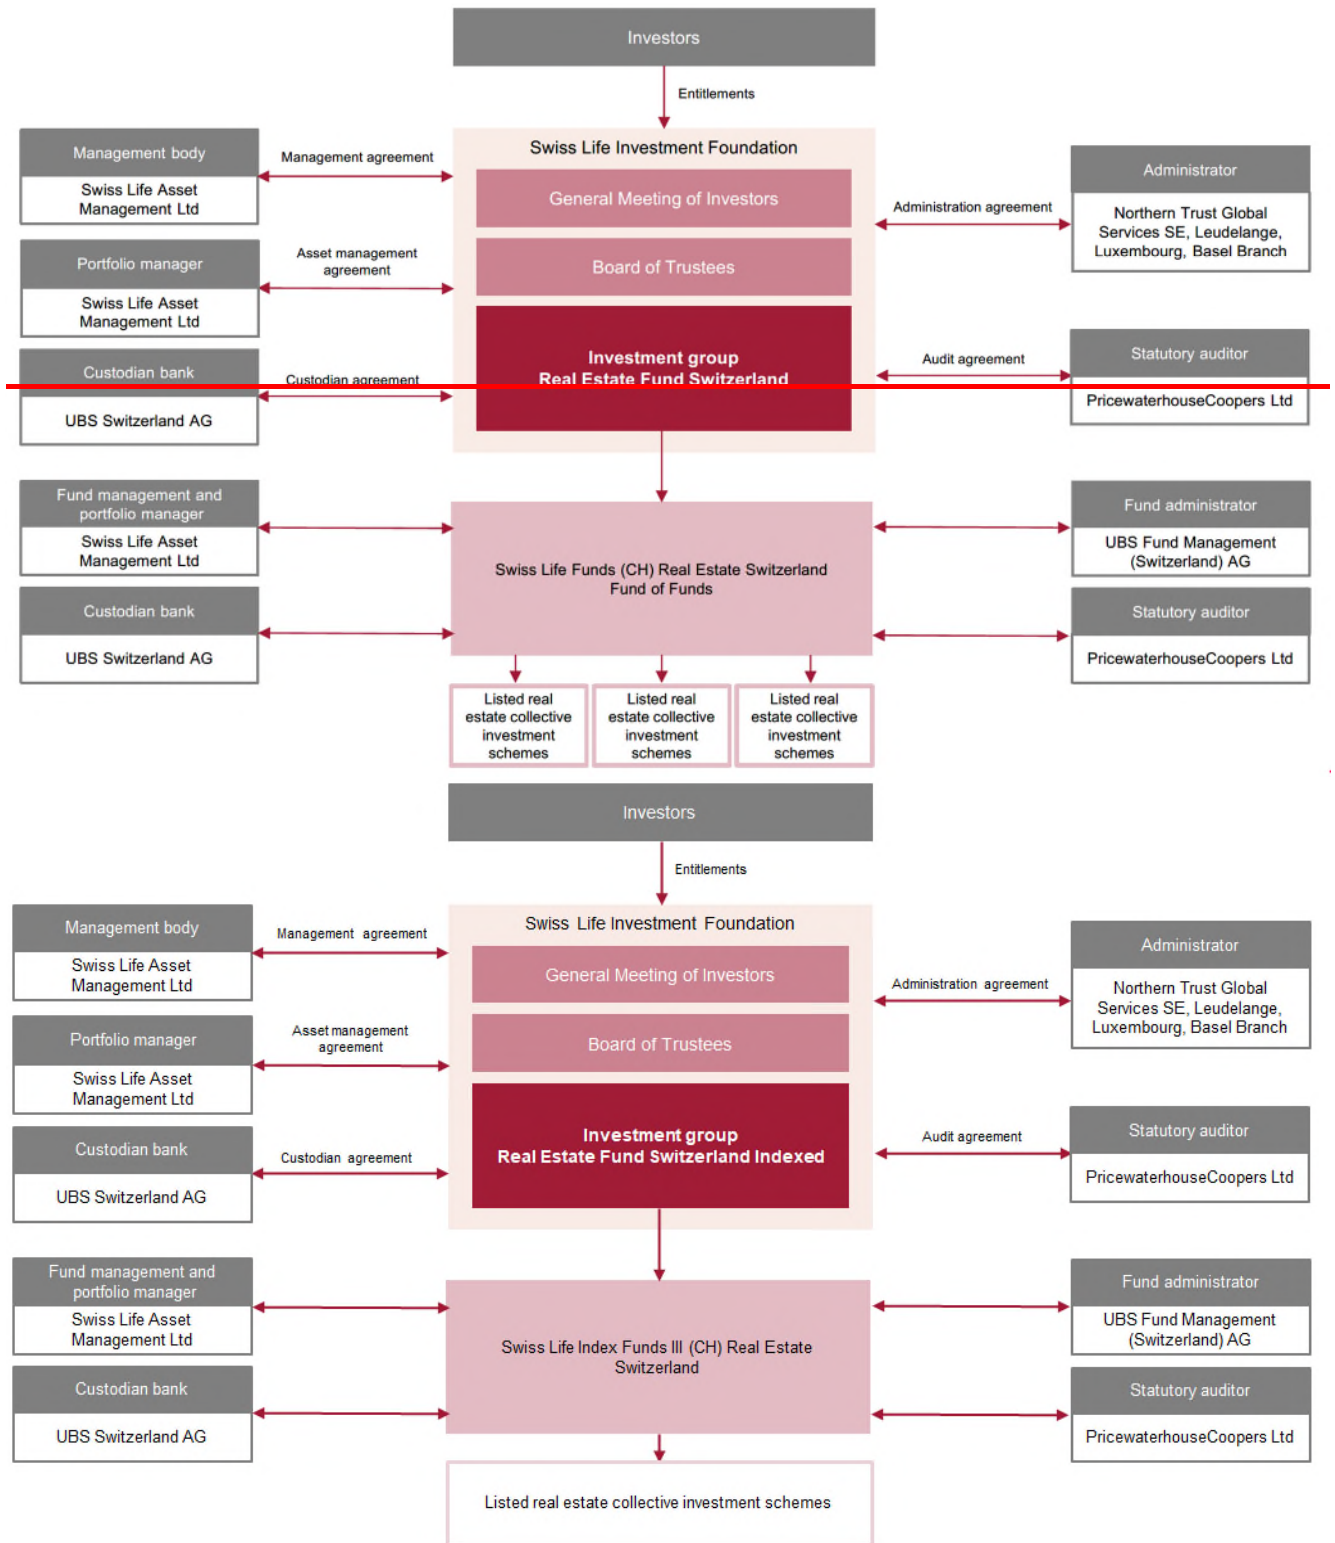 Investors
Entitlements
Management body
Swiss Life Asset
Management Ltd
Management agreement
Swiss Life Investment Foundation
General Meeting of Investors
Administration agreement
Administrator
Northern Trust Global
Services SE, Leudelange,
Luxembourg, Basel Branch
Portfolio manager
Swiss Life Asset
Management Ltd
Asset management
agreement
Board of Trustees
Custodian bank
UBS Switzerland AG
Custodian agreement
Investment group
Real Estate Fund Switzerland
Audit agreement
Statutory auditor
PricewaterhouseCoopers Ltd
Fund management and
portfolio manager
Swiss Life Asset
Management Ltd
Custodian bank
UBS Switzerland AG
Swiss Life Funds (CH) Real Estate Switzerland
Fund of Funds
Fund administrator
UBS Fund Management
(Switzerland) AG
Statutory auditor
PricewaterhouseCoopers Ltd
Listed real
estate collective
investment
schemes
Listed real
estate collective
investment
schemes
Listed real
estate collective
investment
schemes
Investors
Entitlements
Management body
Swiss Life Asset
Management Ltd
Management agreement
Swiss Life Investment Foundation
General Meeting of Investors
Administration agreement
Administrator
Northern Trust Global
Services SE, Leudelange,
Luxembourg, Basel Branch
Portfolio manager
Swiss Life Asset
Management Ltd
Asset management
agreement
Board of Trustees
Custodian bank
UBS Switzerland AG
Custodian agreement
Investment group
Real Estate Fund Switzerland Indexed
Audit agreement
Statutory auditor
PricewaterhouseCoopers Ltd
Fund management and
portfolio manager
Swiss Life Asset
Management Ltd
Custodian bank
UBS Switzerland AG
Swiss Life Index Funds III (CH) Real Estate
Switzerland
Fund administrator
UBS Fund Management
(Switzerland) AG
Statutory auditor
PricewaterhouseCoopers Ltd
Listed real estate collective investment schemes